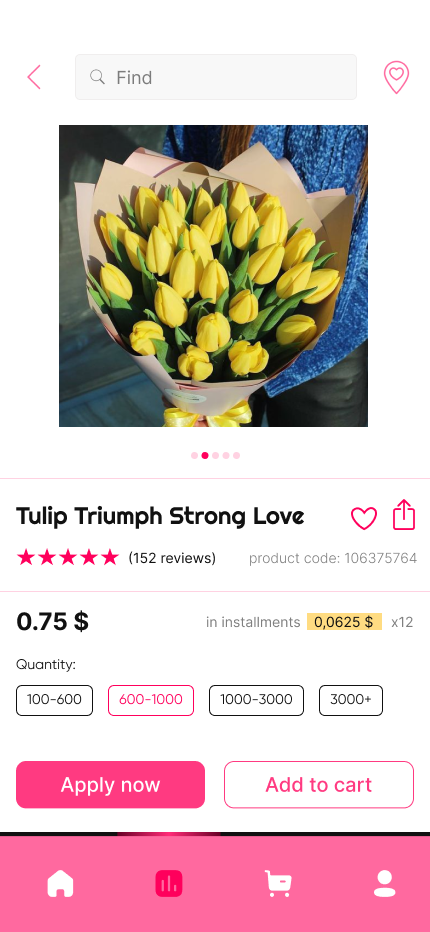 Find
Tulip Triumph Strong Love
(152 reviews)
product code: 106375764
0.75 $
in installments 0,0625 $ x12
Quantity:
100-600 600-1000 1000-3000 3000+
Apply now Add to cart